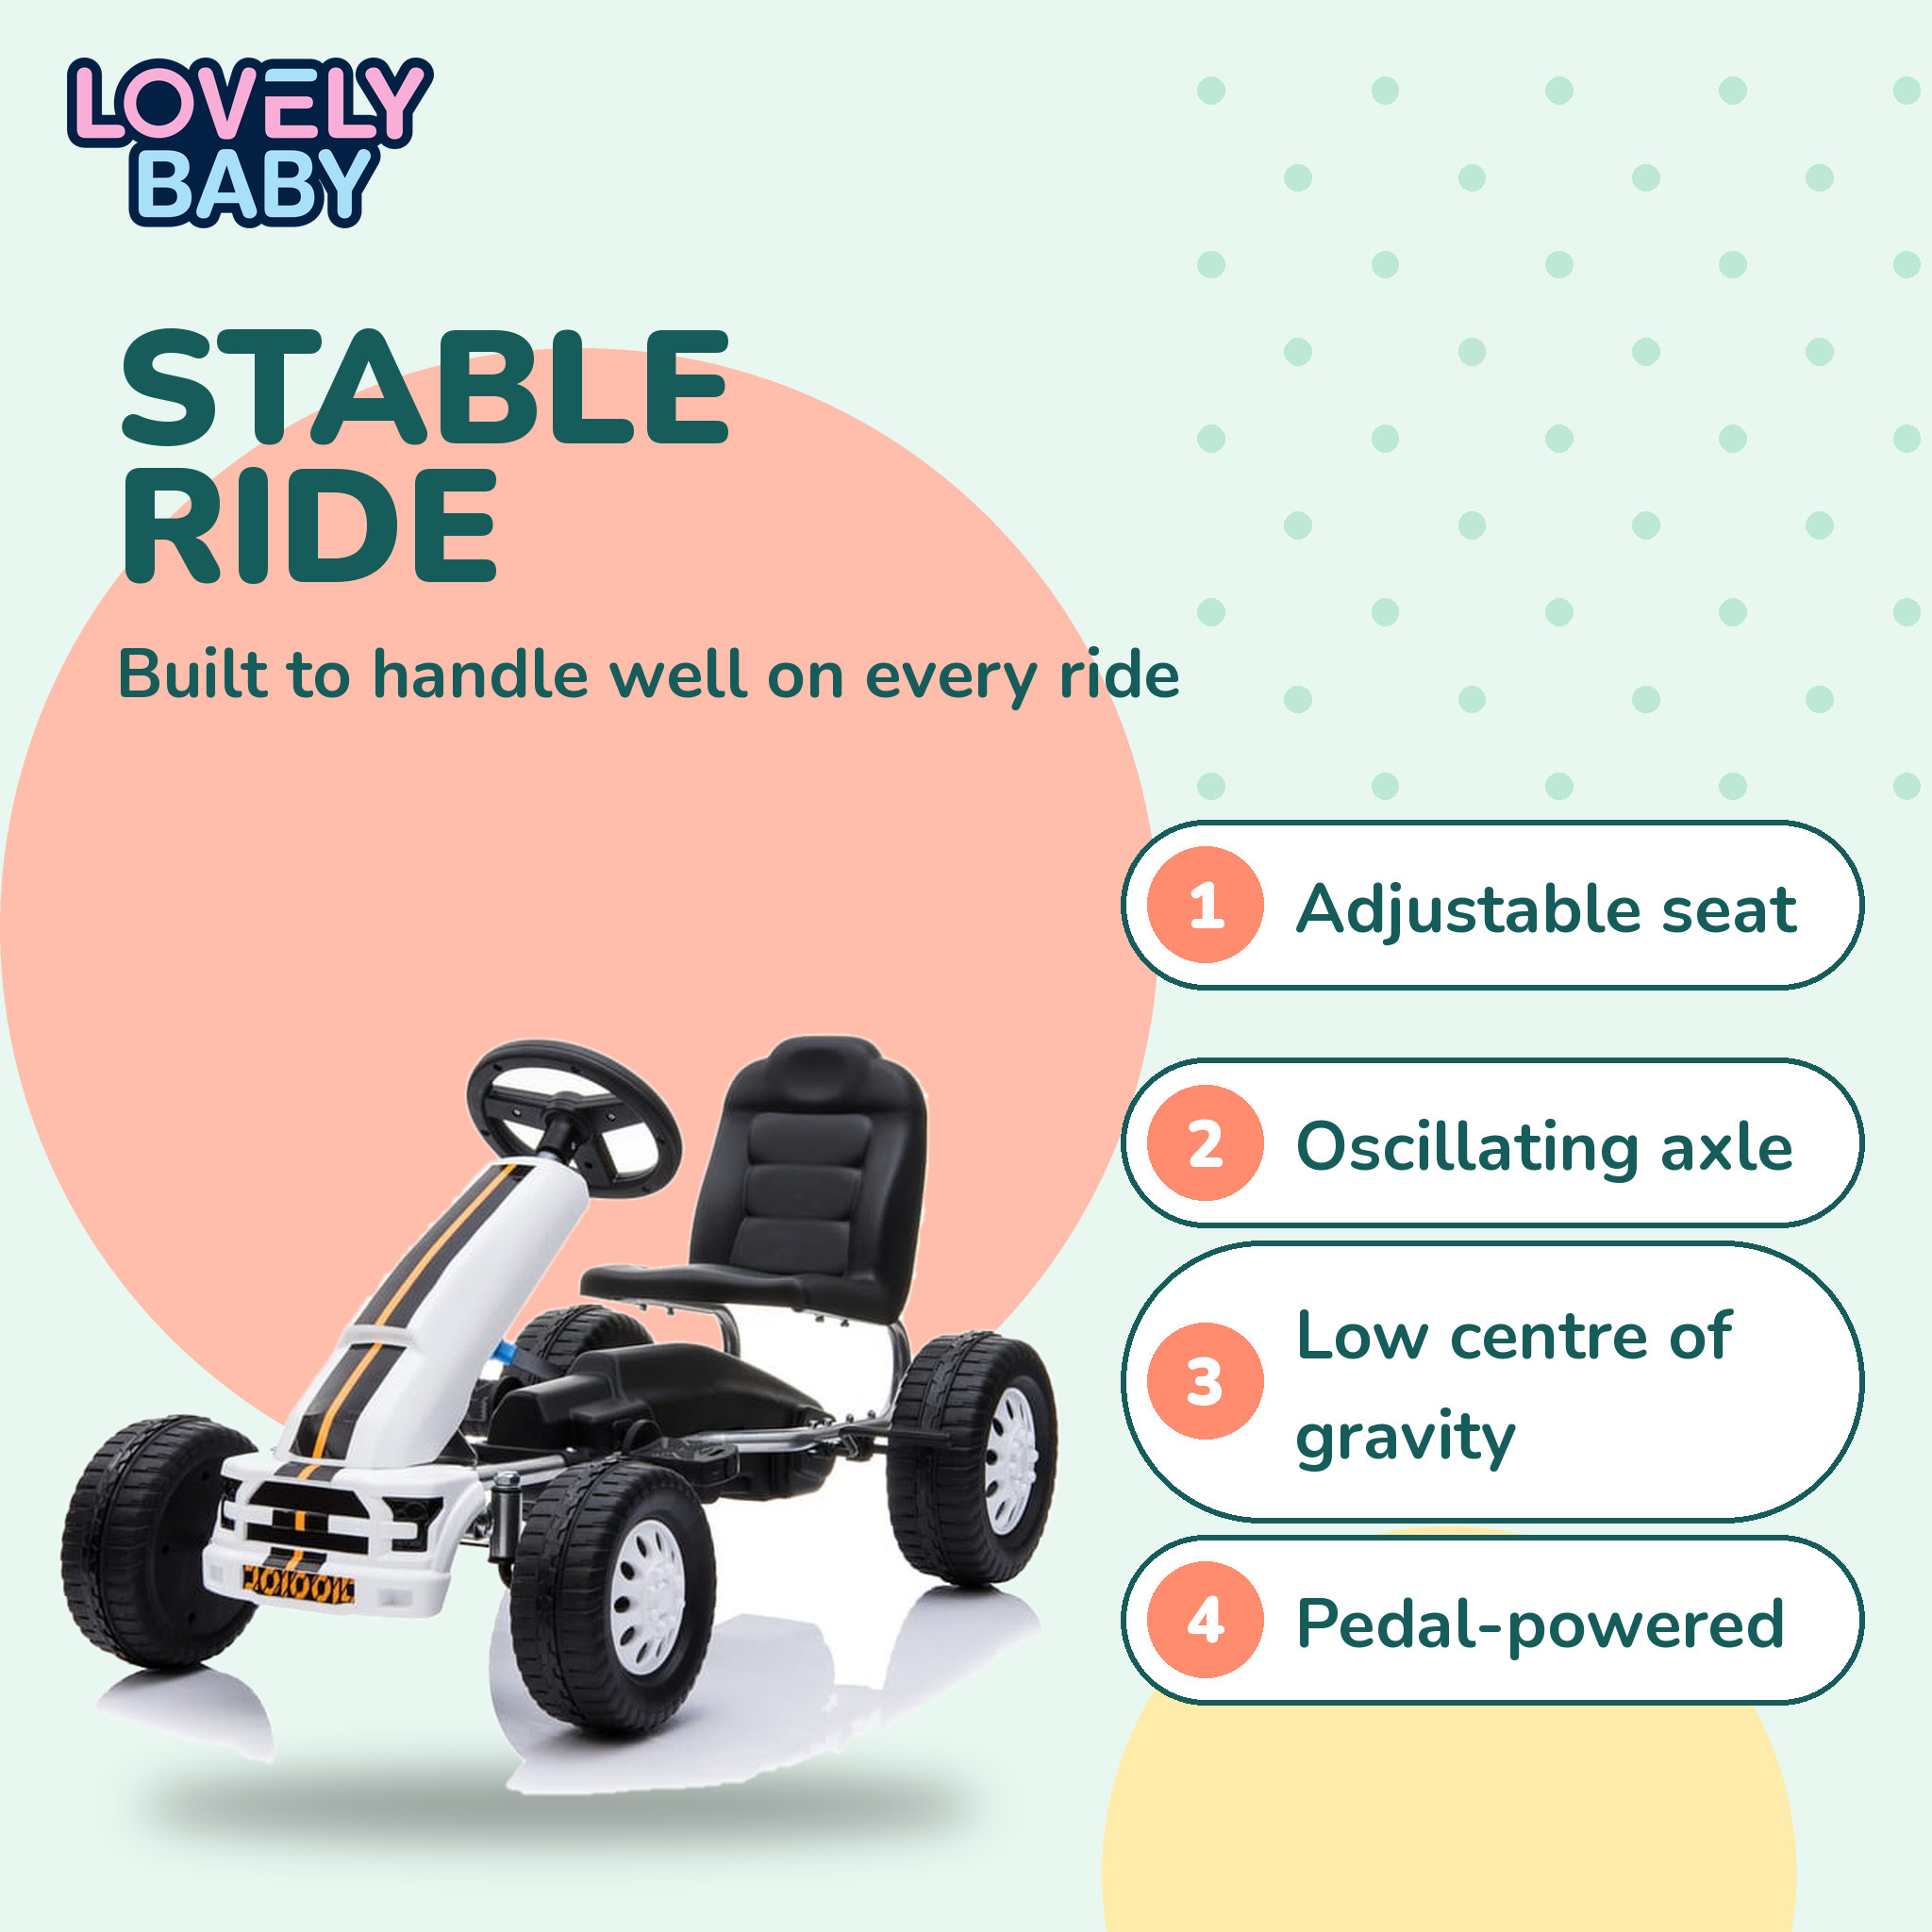 LOVELY
BABY
STABLE
RIDE
Built to handle well on every ride
1 Adjustable seat
2 Oscillating axle
3 Low centre of
gravity
4 Pedal-powered